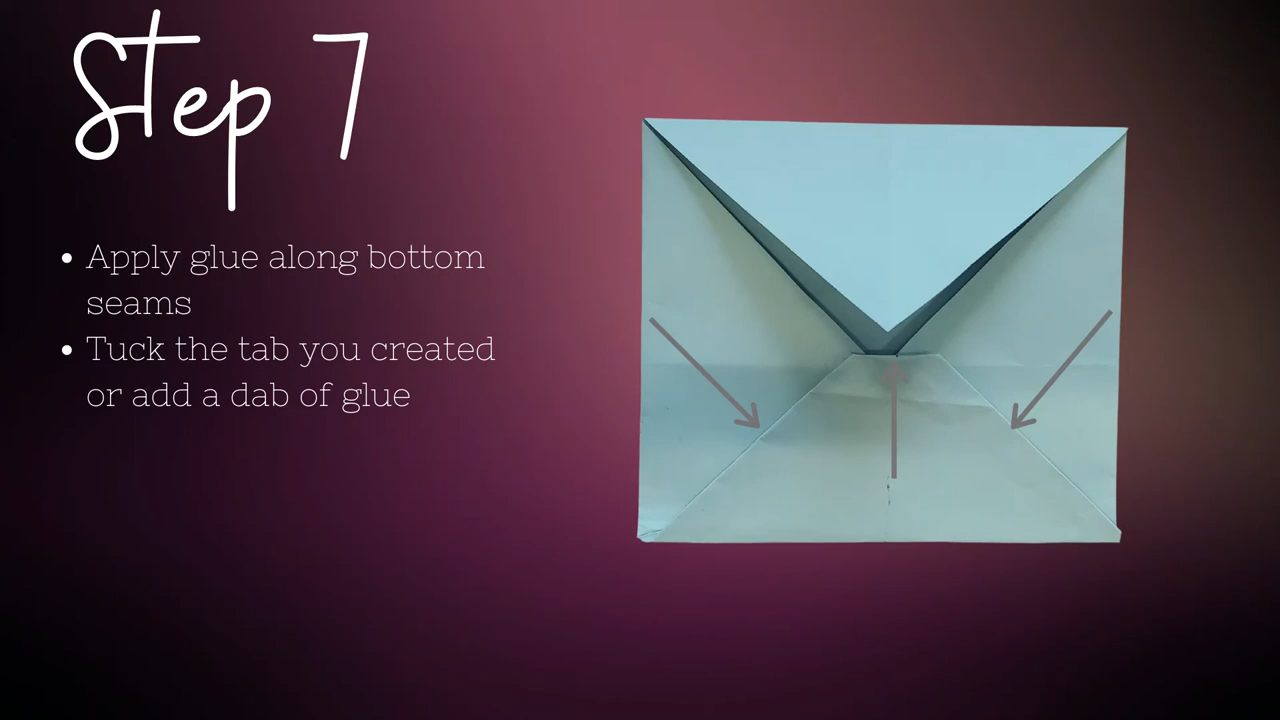 Step 7
• Apply glue along bottom
seams
• Tuck the tab you created
or add a dab of glue